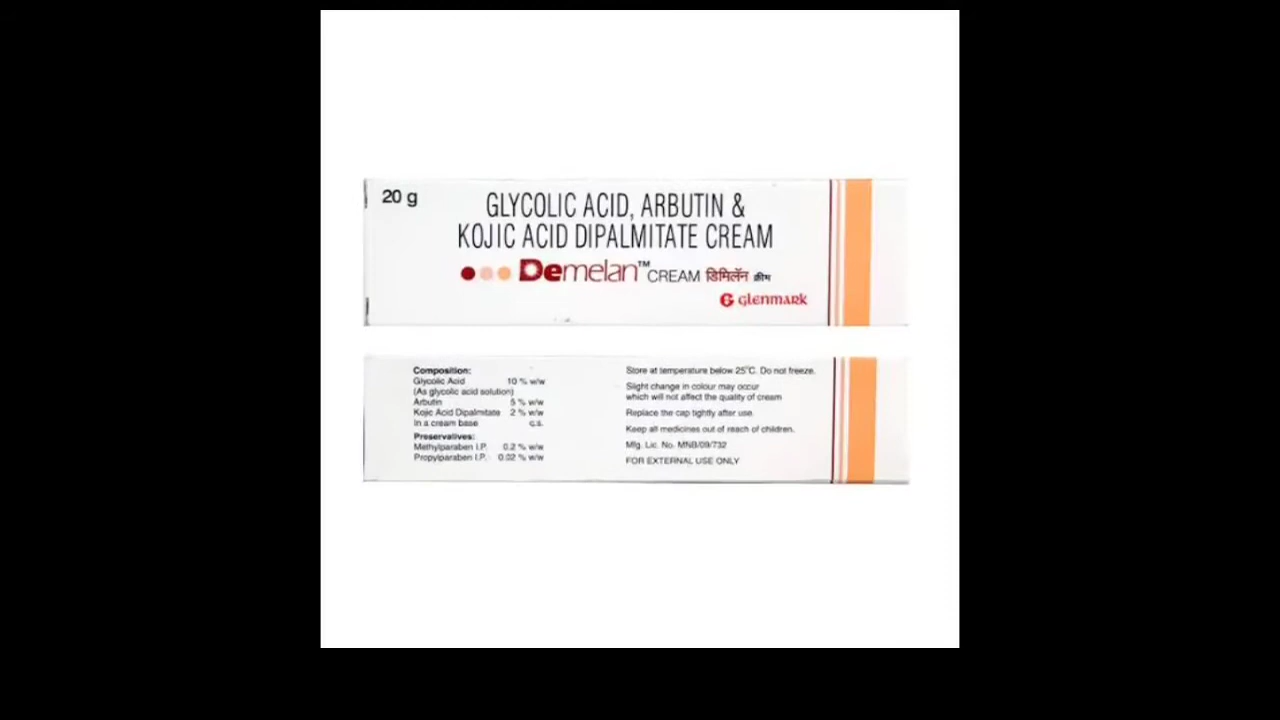 20 g
GLYCOLIC ACID, ARBUTIN &
KOJIC ACID DIPALMITATE CREAM
Demelan™ CREAM डिमिलॅन क्रीम
GLENMARK
Composition:
Glycolic Acid 10 % w/w
(As glycolic acid solution)
Arbutin 5 % w/w
Kojic Acid Dipalmitate 2 % w/w
In a cream base q.s.
Preservatives:
Methylparaben I.P. 0.2 % w/w
Propylparaben I.P. 0.02 % w/w
Store at temperature below 25°C. Do not freeze.
Slight change in colour may occur
which will not affect the quality of cream
Replace the cap tightly after use.
Keep all medicines out of reach of children.
Mfg. Lic. No. MNB/09/732
FOR EXTERNAL USE ONLY